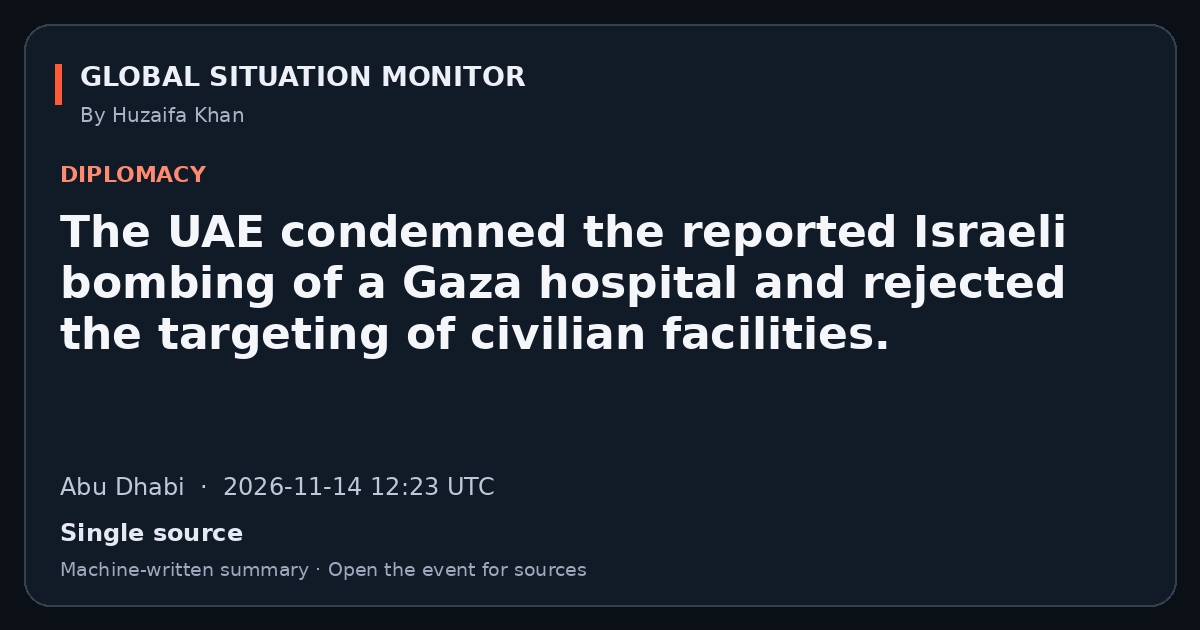 GLOBAL SITUATION MONITOR
By Huzaifa Khan
DIPLOMACY
The UAE condemned the reported Israeli
bombing of a Gaza hospital and rejected
the targeting of civilian facilities.
Abu Dhabi · 2026-11-14 12:23 UTC
Single source
Machine-written summary · Open the event for sources